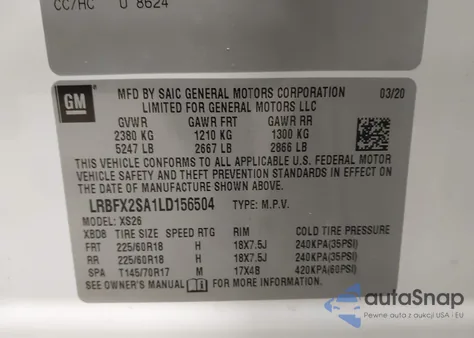 CC/HC U 8624
GM
MFD BY SAIC GENERAL MOTORS CORPORATION 03/20
LIMITED FOR GENERAL MOTORS LLC
GVWR GAWR FRT GAWR RR
2380 KG 1210 KG 1300 KG
5247 LB 2667 LB 2866 LB
THIS VEHICLE CONFORMS TO ALL APPLICABLE U.S. FEDERAL MOTOR
VEHICLE SAFETY AND THEFT PREVENTION STANDARDS IN EFFECT ON THE
DATE OF MANUFACTURE SHOWN ABOVE.
LRBFX2SA1LD156504 TYPE: M.P.V.
MODEL: XS26
XBD8 TIRE SIZE SPEED RTG RIM COLD TIRE PRESSURE
FRT 225/60R18 H 18X7.5J 240KPA(35PSI)
RR 225/60R18 H 18X7.5J 240KPA(35PSI)
SPA T145/70R17 M 17X4B 420KPA(60PSI)
SEE OWNER'S MANUAL FOR MORE INFORMATION
autoSnap
Pewne auta z aukcji USA i EU